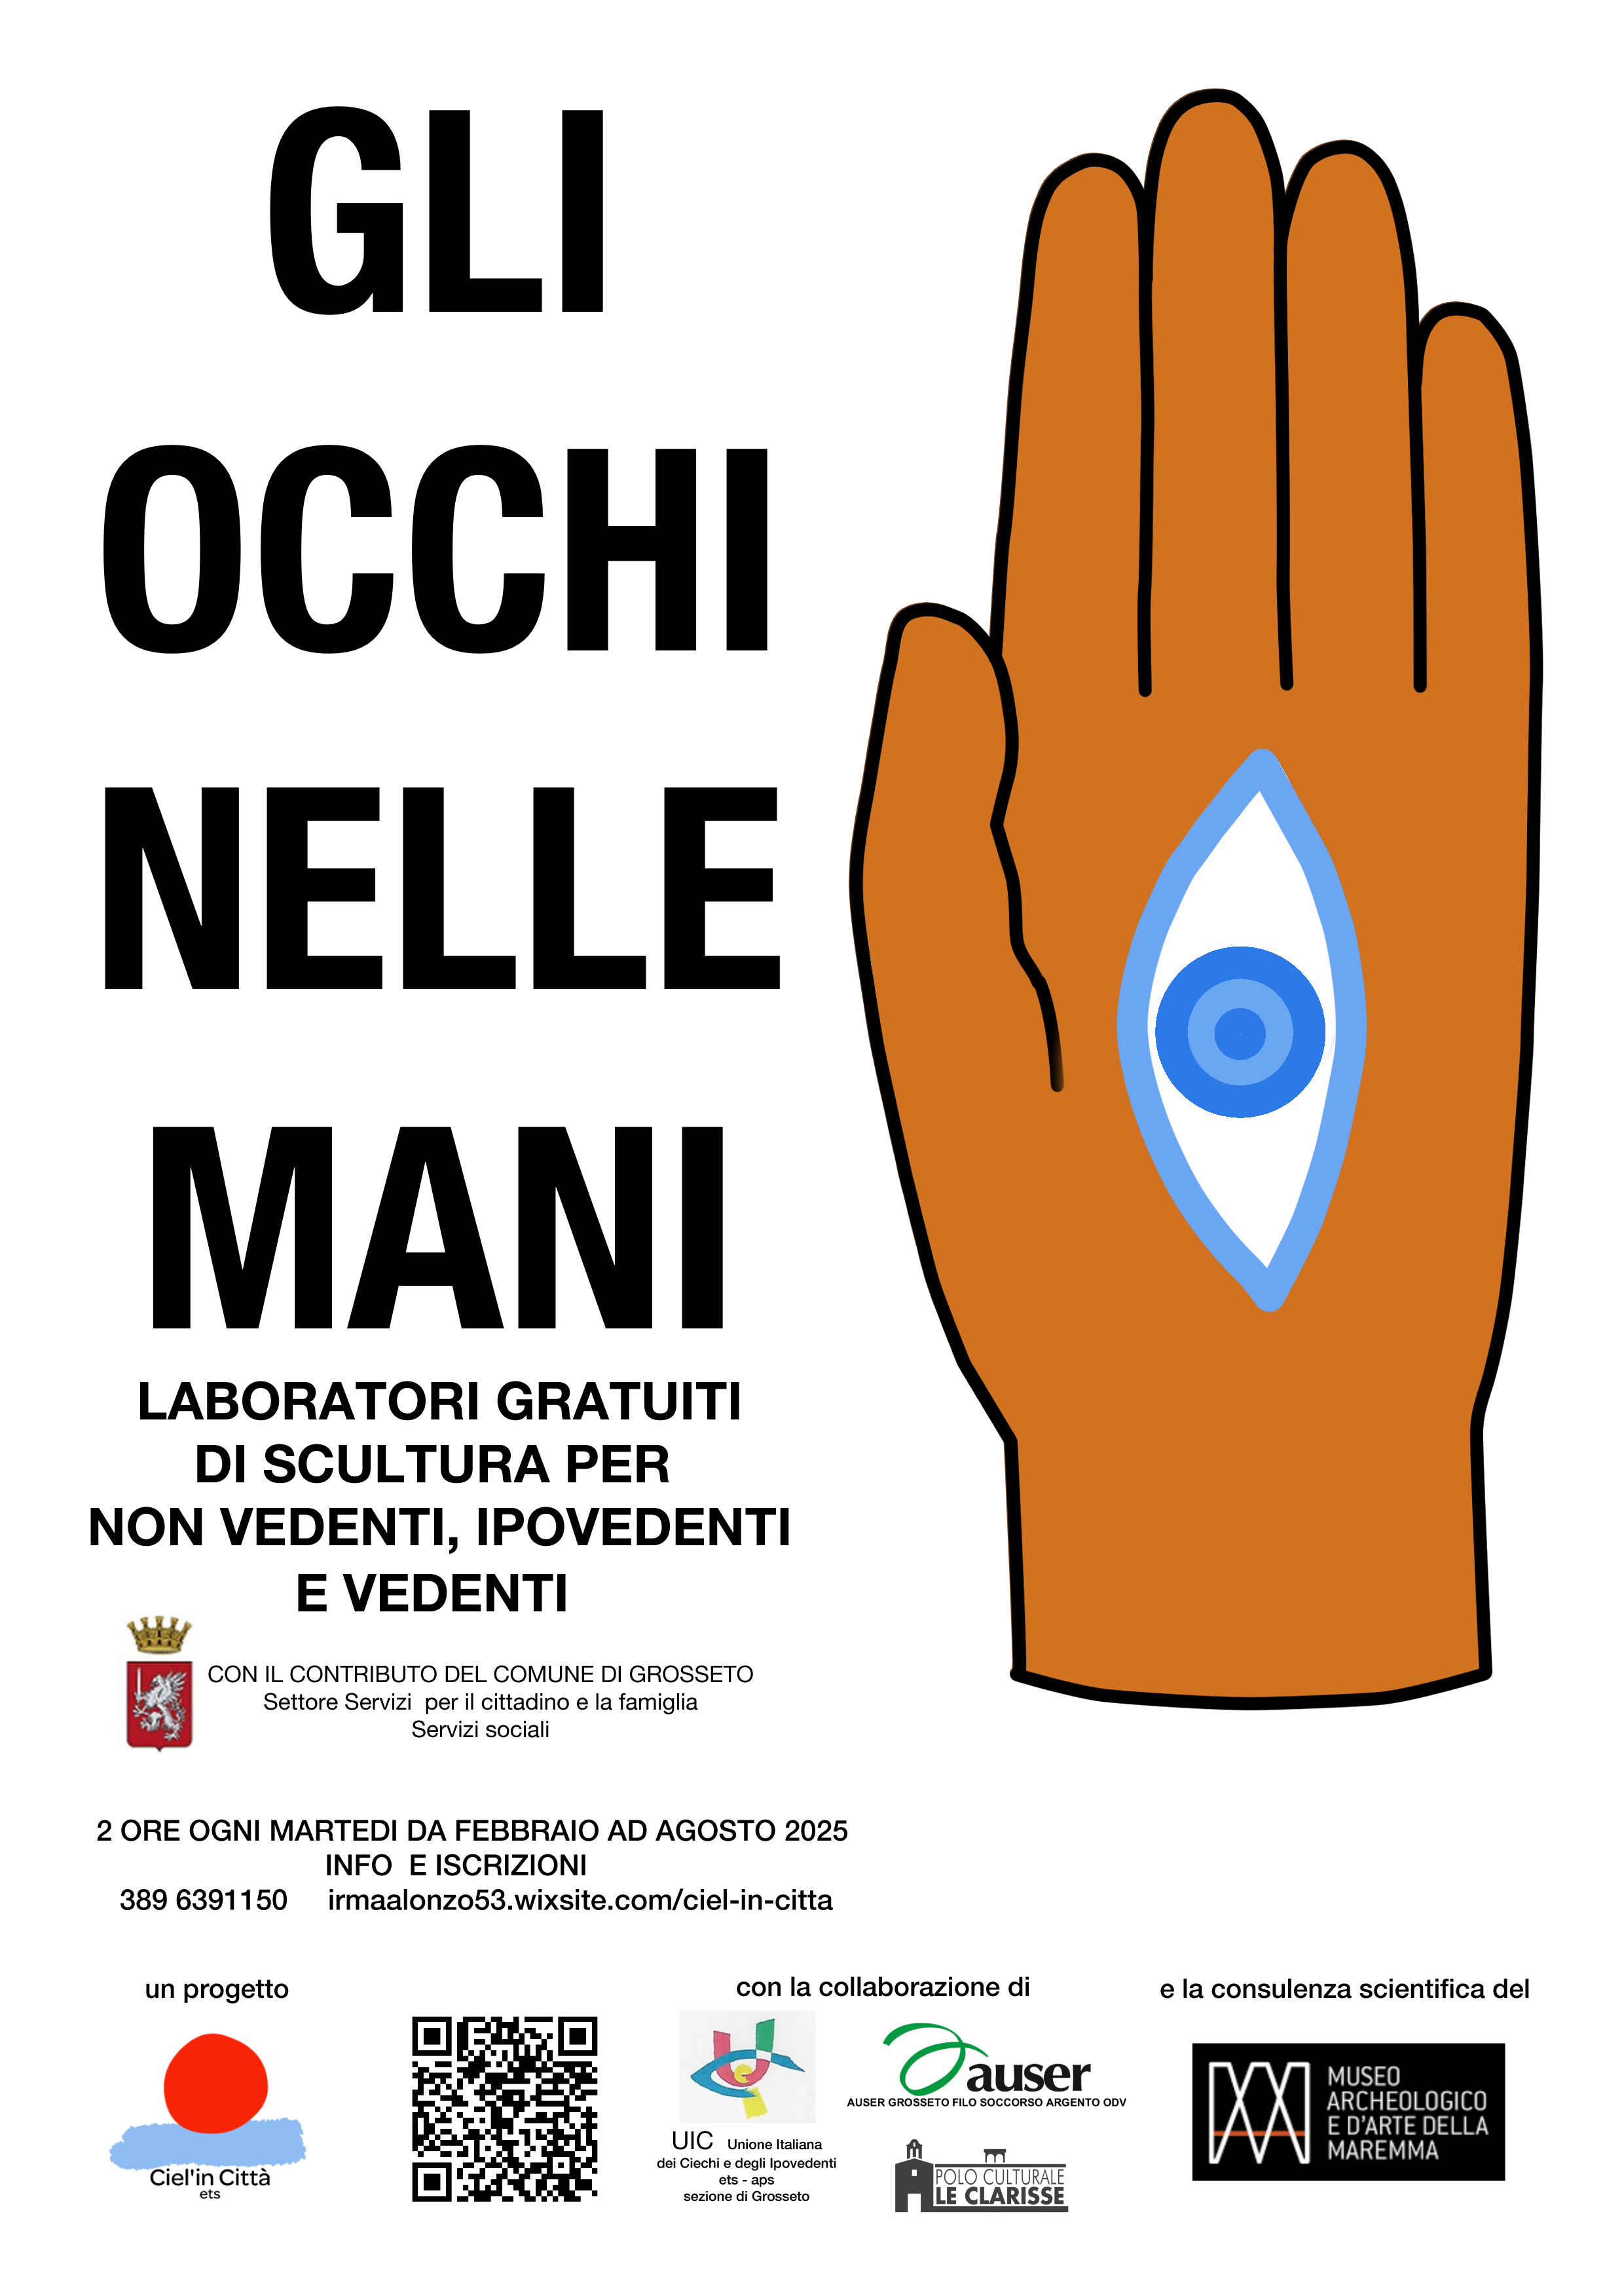 GLI
OCCHI
NELLE
MANI
LABORATORI GRATUITI
DI SCULTURA PER
NON VEDENTI, IPOVEDENTI
E VEDENTI
CON IL CONTRIBUTO DEL COMUNE DI GROSSETO
Settore Servizi per il cittadino e la famiglia
Servizi sociali
2 ORE OGNI MARTEDI DA FEBBRAIO AD AGOSTO 2025
INFO E ISCRIZIONI
389 6391150 irmaalonzo53.wixsite.com/ciel-in-citta
un progetto
Ciel'in Città
ets
con la collaborazione di
UIC Unione Italiana
dei Ciechi e degli Ipovedenti
ets - aps
sezione di Grosseto
auser
AUSER GROSSETO FILO SOCCORSO ARGENTO ODV
POLO CULTURALE
LE CLARISSE
e la consulenza scientifica del
MUSEO
ARCHEOLOGICO
E D'ARTE DELLA
MAREMMA